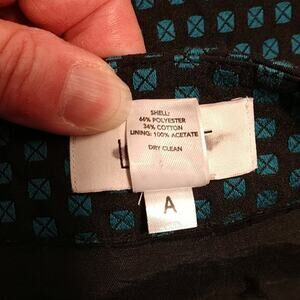 SHELL:
66% POLYESTER
34% COTTON
LINING: 100% ACETATE
DRY CLEAN
A